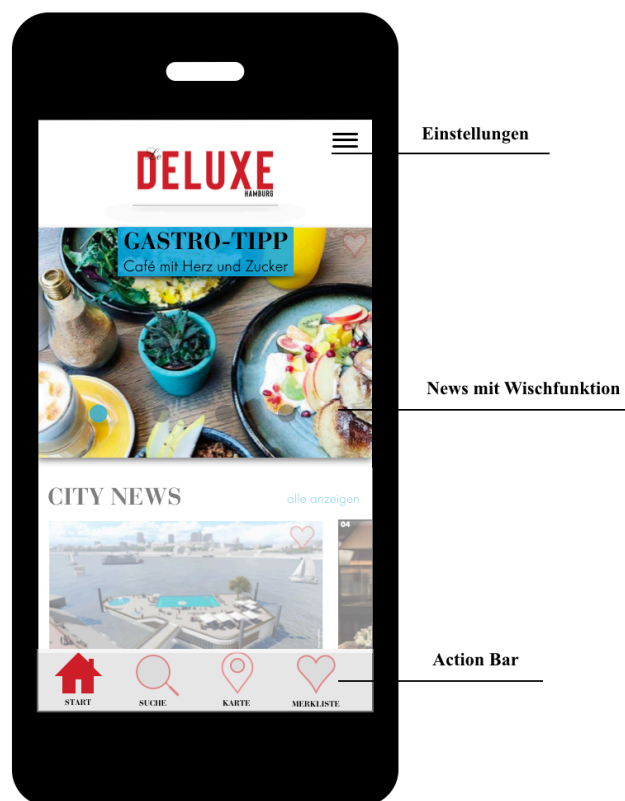 Einstellungen
Le
DELUXE
HAMBURG
GASTRO-TIPP
Café mit Herz und Zucker
News mit Wischfunktion
CITY NEWS
alle anzeigen
04
Action Bar
START SUCHE KARTE MERKLISTE